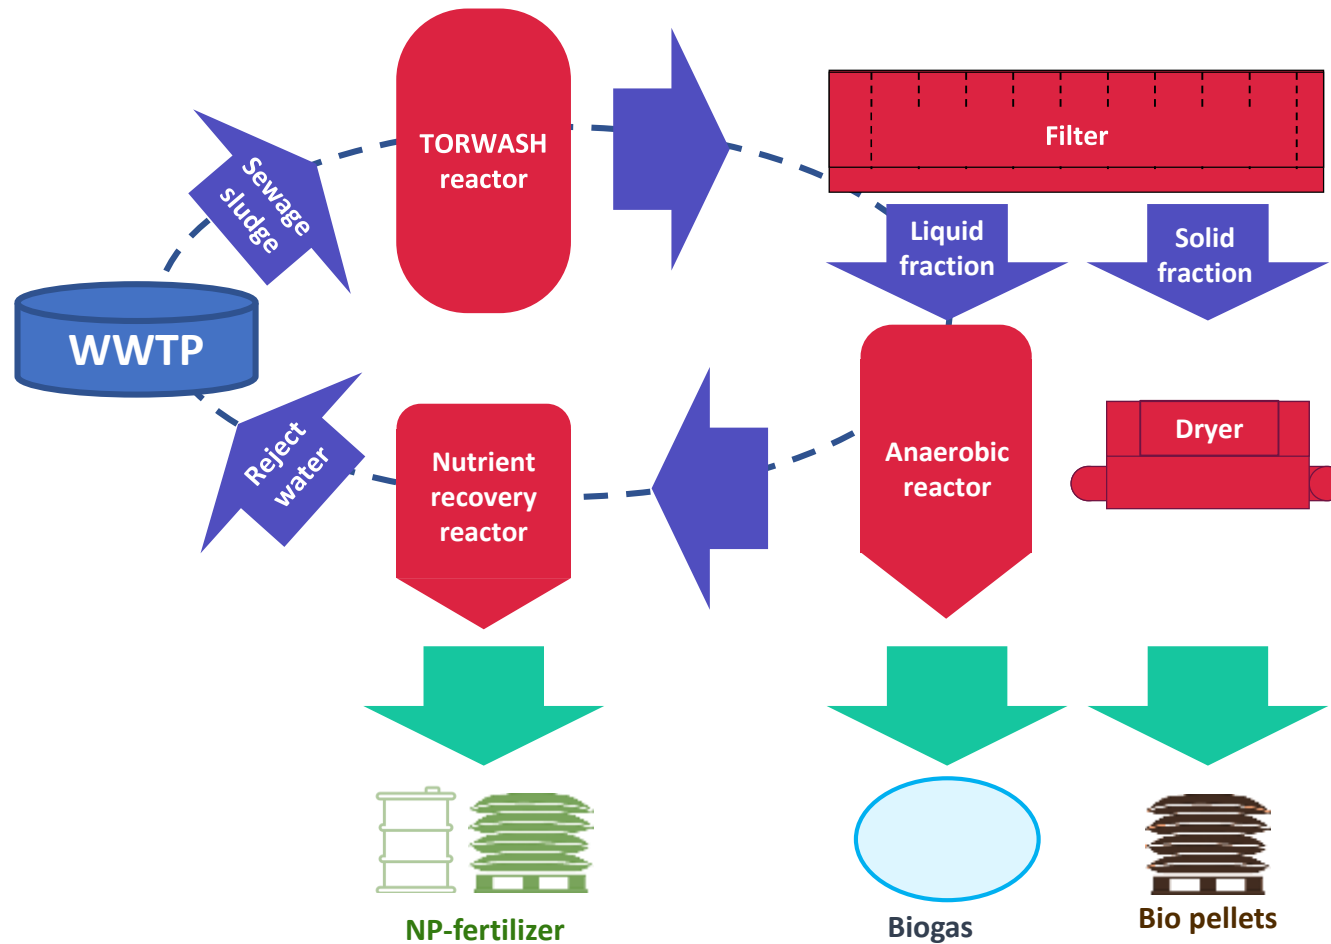 TORWASH
reactor
Filter
Sewage
sludge
Liquid
fraction
Solid
fraction
WWTP
Reject
water
Nutrient
recovery
reactor
Anaerobic
reactor
Dryer
NP-fertilizer
Biogas
Bio pellets